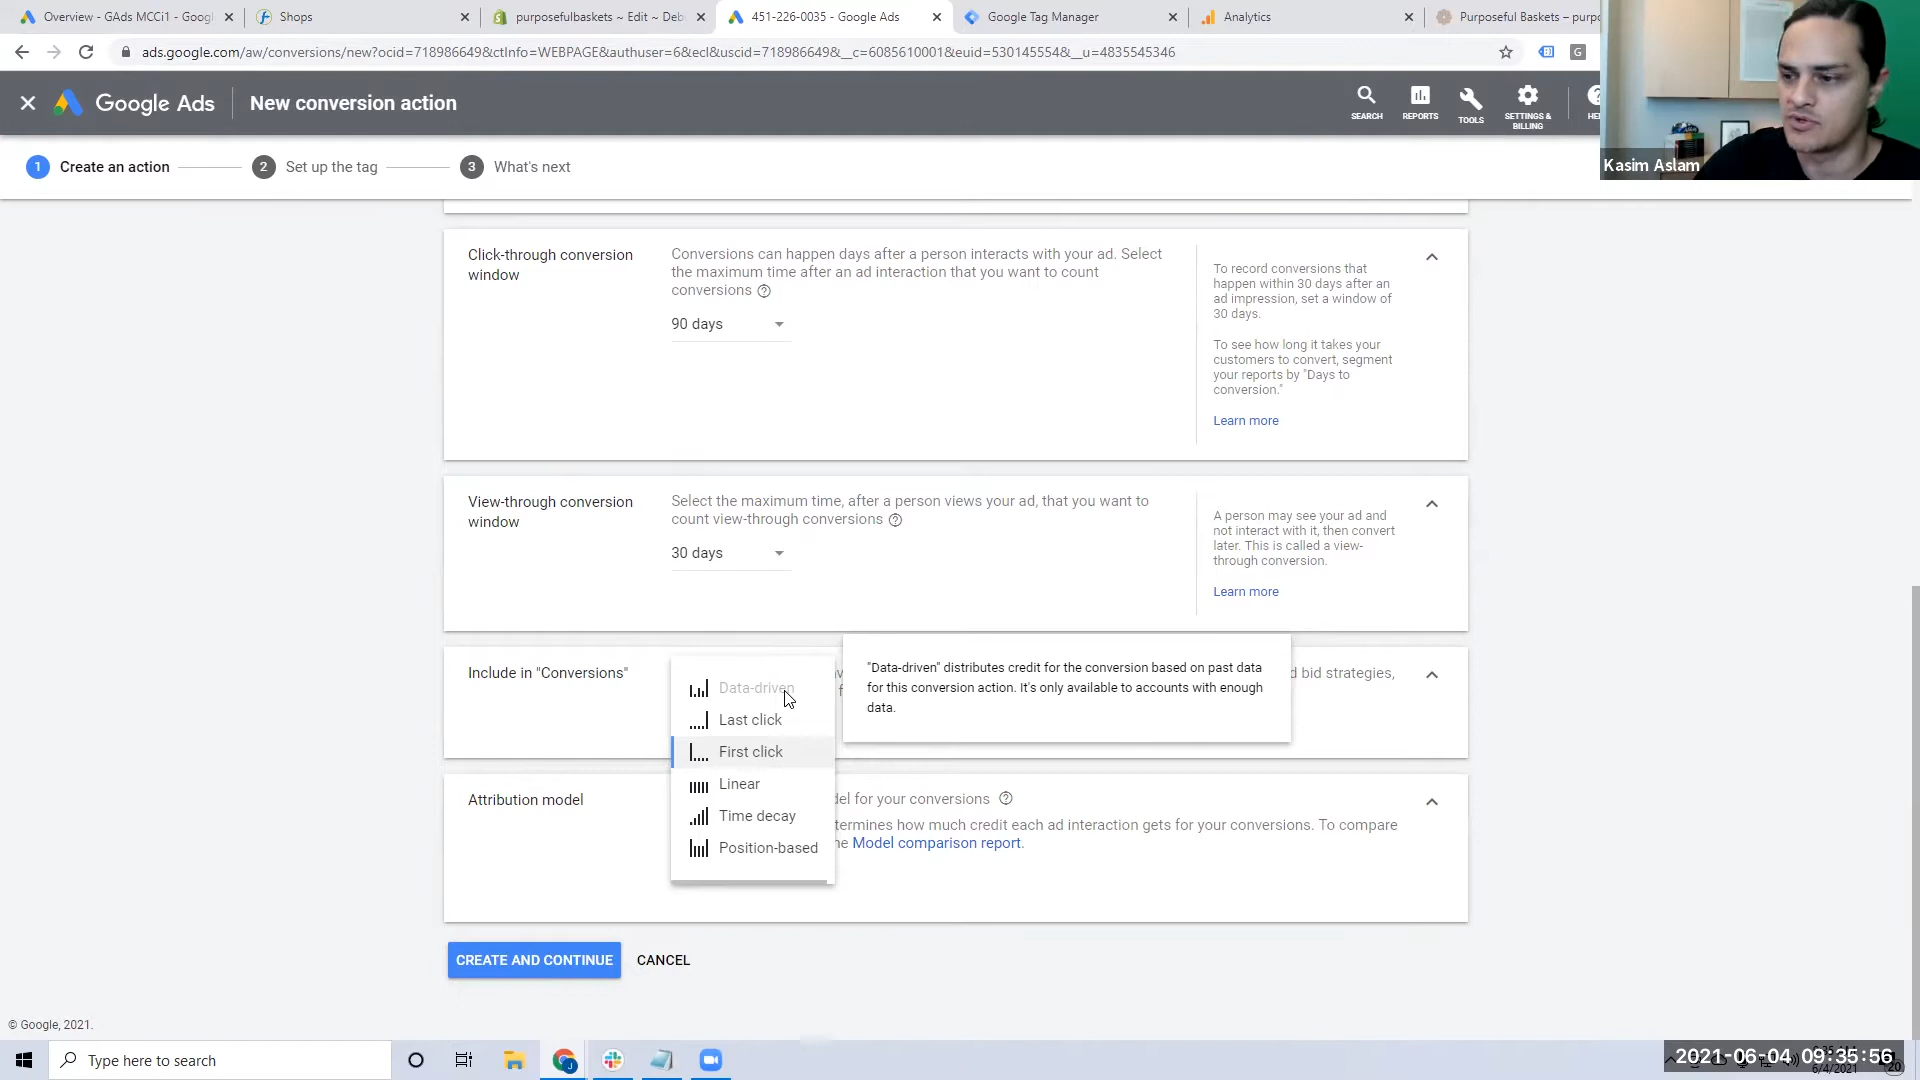 Overview - GAds MCCi1 - Googl
Shops
purposefulbaskets ~ Edit ~ Deb
451-226-0035 - Google Ads
Google Tag Manager
Analytics
Purposeful Baskets – purpo
ads.google.com/aw/conversions/new?ocid=718986649&ctInfo=WEBPAGE&authuser=6&ecl&uscid=718986649&__c=6085610001&euid=530145554&__u=4835545346
Google Ads
New conversion action
SEARCH
REPORTS
TOOLS
SETTINGS & BILLING
Kasim Aslam
1 Create an action
2 Set up the tag
3 What's next
Click-through conversion
window
Conversions can happen days after a person interacts with your ad. Select
the maximum time after an ad interaction that you want to count
conversions
90 days
To record conversions that
happen within 30 days after an
ad impression, set a window of
30 days.
To see how long it takes your
customers to convert, segment
your reports by "Days to
conversion."
Learn more
View-through conversion
window
Select the maximum time, after a person views your ad, that you want to
count view-through conversions
30 days
A person may see your ad and
not interact with it, then convert
later. This is called a view-
through conversion.
Learn more
Include in "Conversions"
d bid strategies,
Data-driven
Last click
First click
Linear
Time decay
Position-based
"Data-driven" distributes credit for the conversion based on past data
for this conversion action. It's only available to accounts with enough
data.
Attribution model
del for your conversions
termines how much credit each ad interaction gets for your conversions. To compare
he Model comparison report.
CREATE AND CONTINUE
CANCEL
© Google, 2021.
Type here to search
2021-06-04 09:35:56
6/4/2021
20